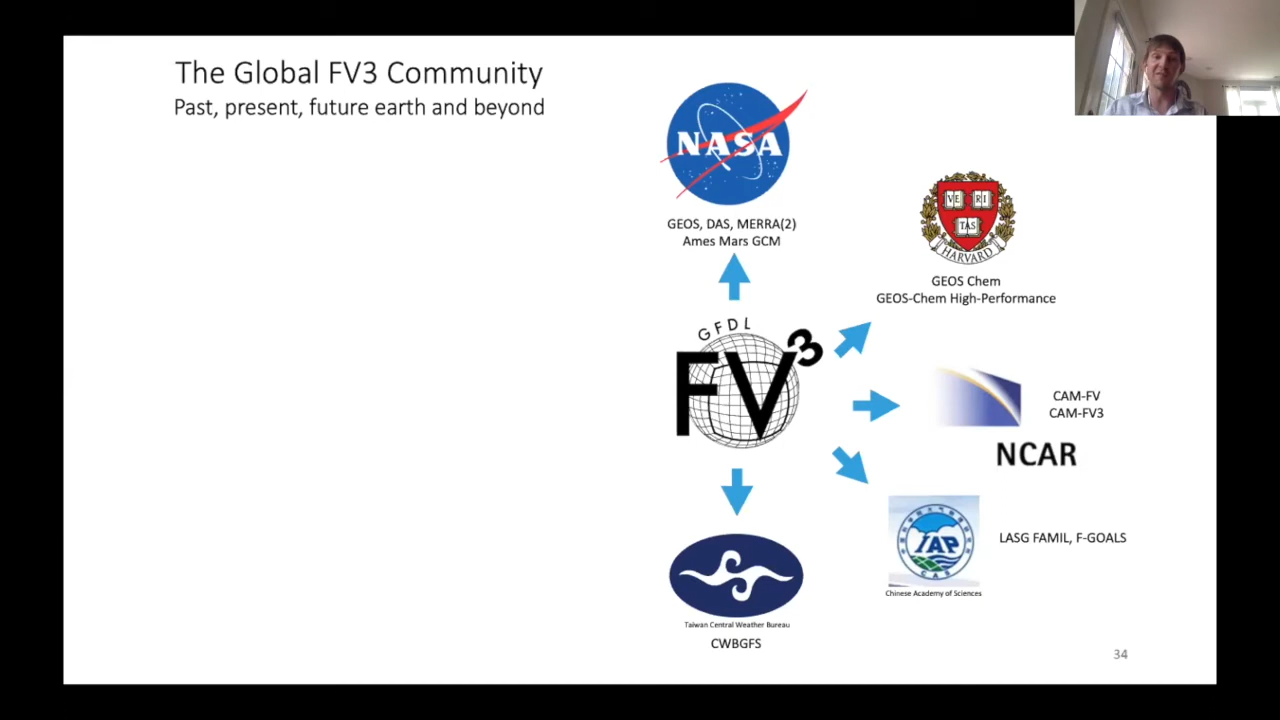 The Global FV3 Community
Past, present, future earth and beyond
NASA
GEOS, DAS, MERRA(2)
Ames Mars GCM
VE RI
TAS
HARVARD
GEOS Chem
GEOS-Chem High-Performance
GFDL
FV3
CAM-FV
CAM-FV3
NCAR
IAP
CAS
Chinese Academy of Sciences
LASG FAMIL, F-GOALS
Taiwan Central Weather Bureau
CWBGFS
34